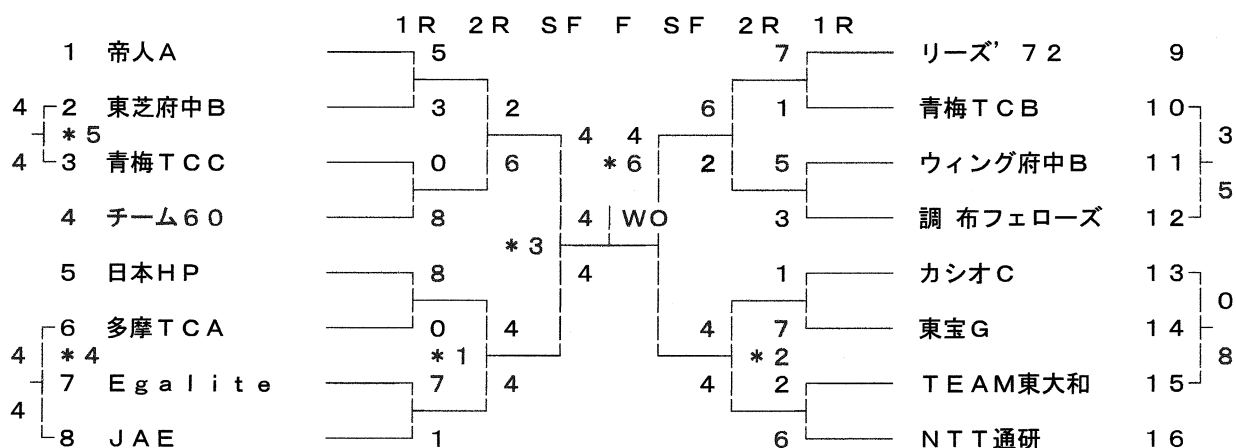 1R 2R SF F SF 2R 1R
1 帝人A 5 7 リーズ’72 9
4 2 東芝府中B 3 2 6 1 青梅TCB 10
*5 4 4 3
4 3 青梅TCC 0 6 *6 2 5 ウィング府中B 11
5
4 チーム60 8 4 WO 3 調布フェローズ 12
*3
5 日本HP 8 4 1 カシオC 13
0
6 多摩TCA 0 4 4 7 東宝G 14
4 *4 *1 *2 8
7 Egalite 7 4 4 2 TEAM東大和 15
4
8 JAE 1 6 NTT通研 16